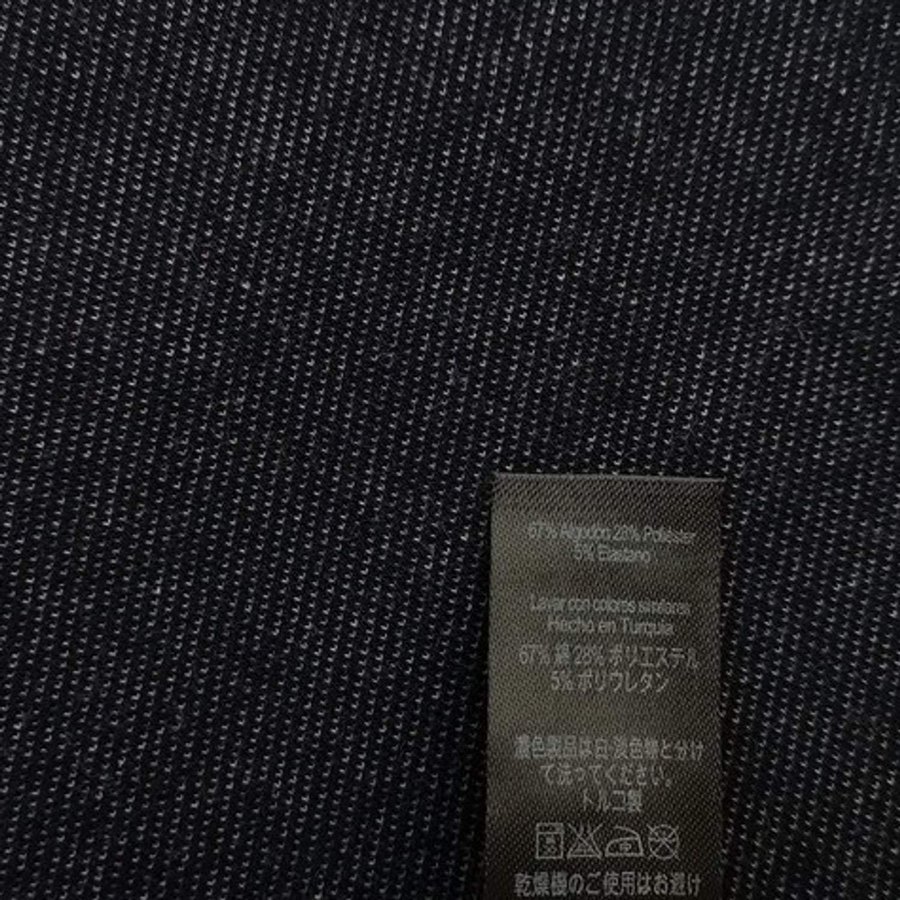 67% Algodon 28% Poliester
5% Elastano
Lavar con colores similares
Hecho en Turquia
67% 綿 28% ポリエステル
5% ポリウレタン
濃色製品は白・淡色物と分け
て洗ってください。
トルコ製
乾燥機のご使用はお避け